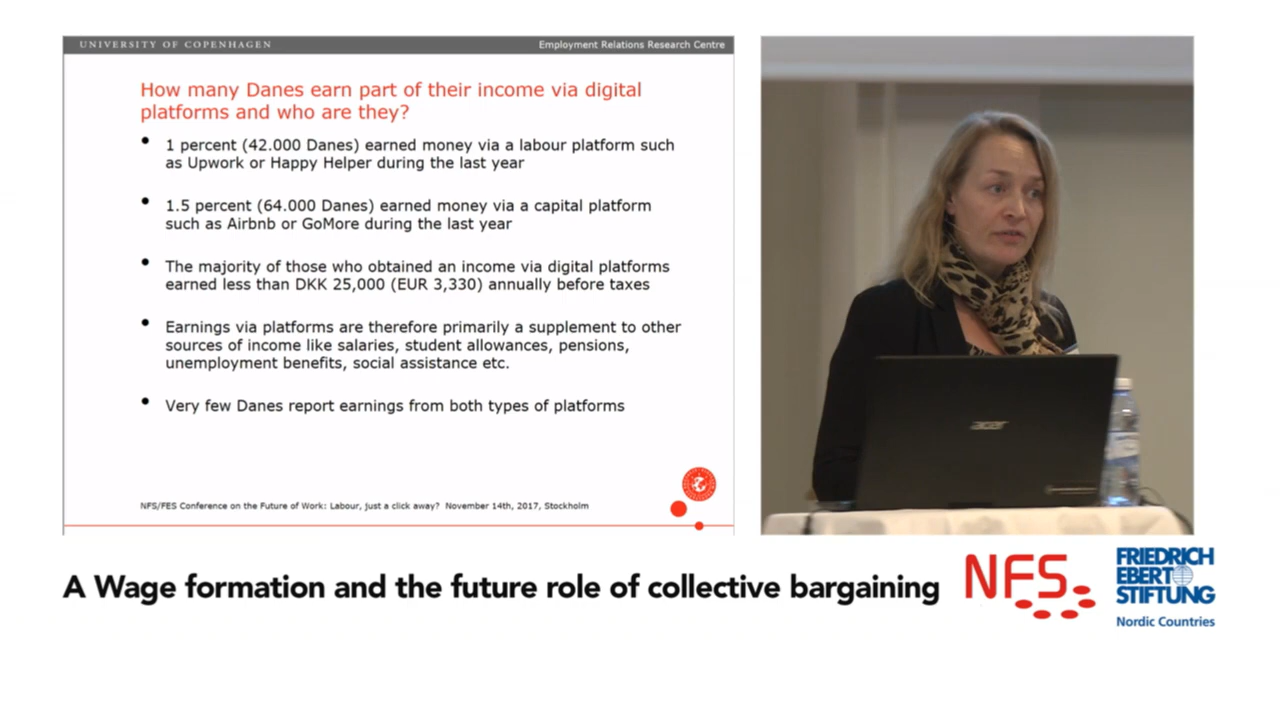 UNIVERSITY OF COPENHAGEN
Employment Relations Research Centre
How many Danes earn part of their income via digital
platforms and who are they?
• 1 percent (42.000 Danes) earned money via a labour platform such
as Upwork or Happy Helper during the last year
• 1.5 percent (64.000 Danes) earned money via a capital platform
such as Airbnb or GoMore during the last year
• The majority of those who obtained an income via digital platforms
earned less than DKK 25,000 (EUR 3,330) annually before taxes
• Earnings via platforms are therefore primarily a supplement to other
sources of income like salaries, student allowances, pensions,
unemployment benefits, social assistance etc.
• Very few Danes report earnings from both types of platforms
NFS/FES Conference on the Future of Work: Labour, just a click away? November 14th, 2017, Stockholm
acer
A Wage formation and the future role of collective bargaining
NFS
FRIEDRICH
EBERT
STIFTUNG
Nordic Countries